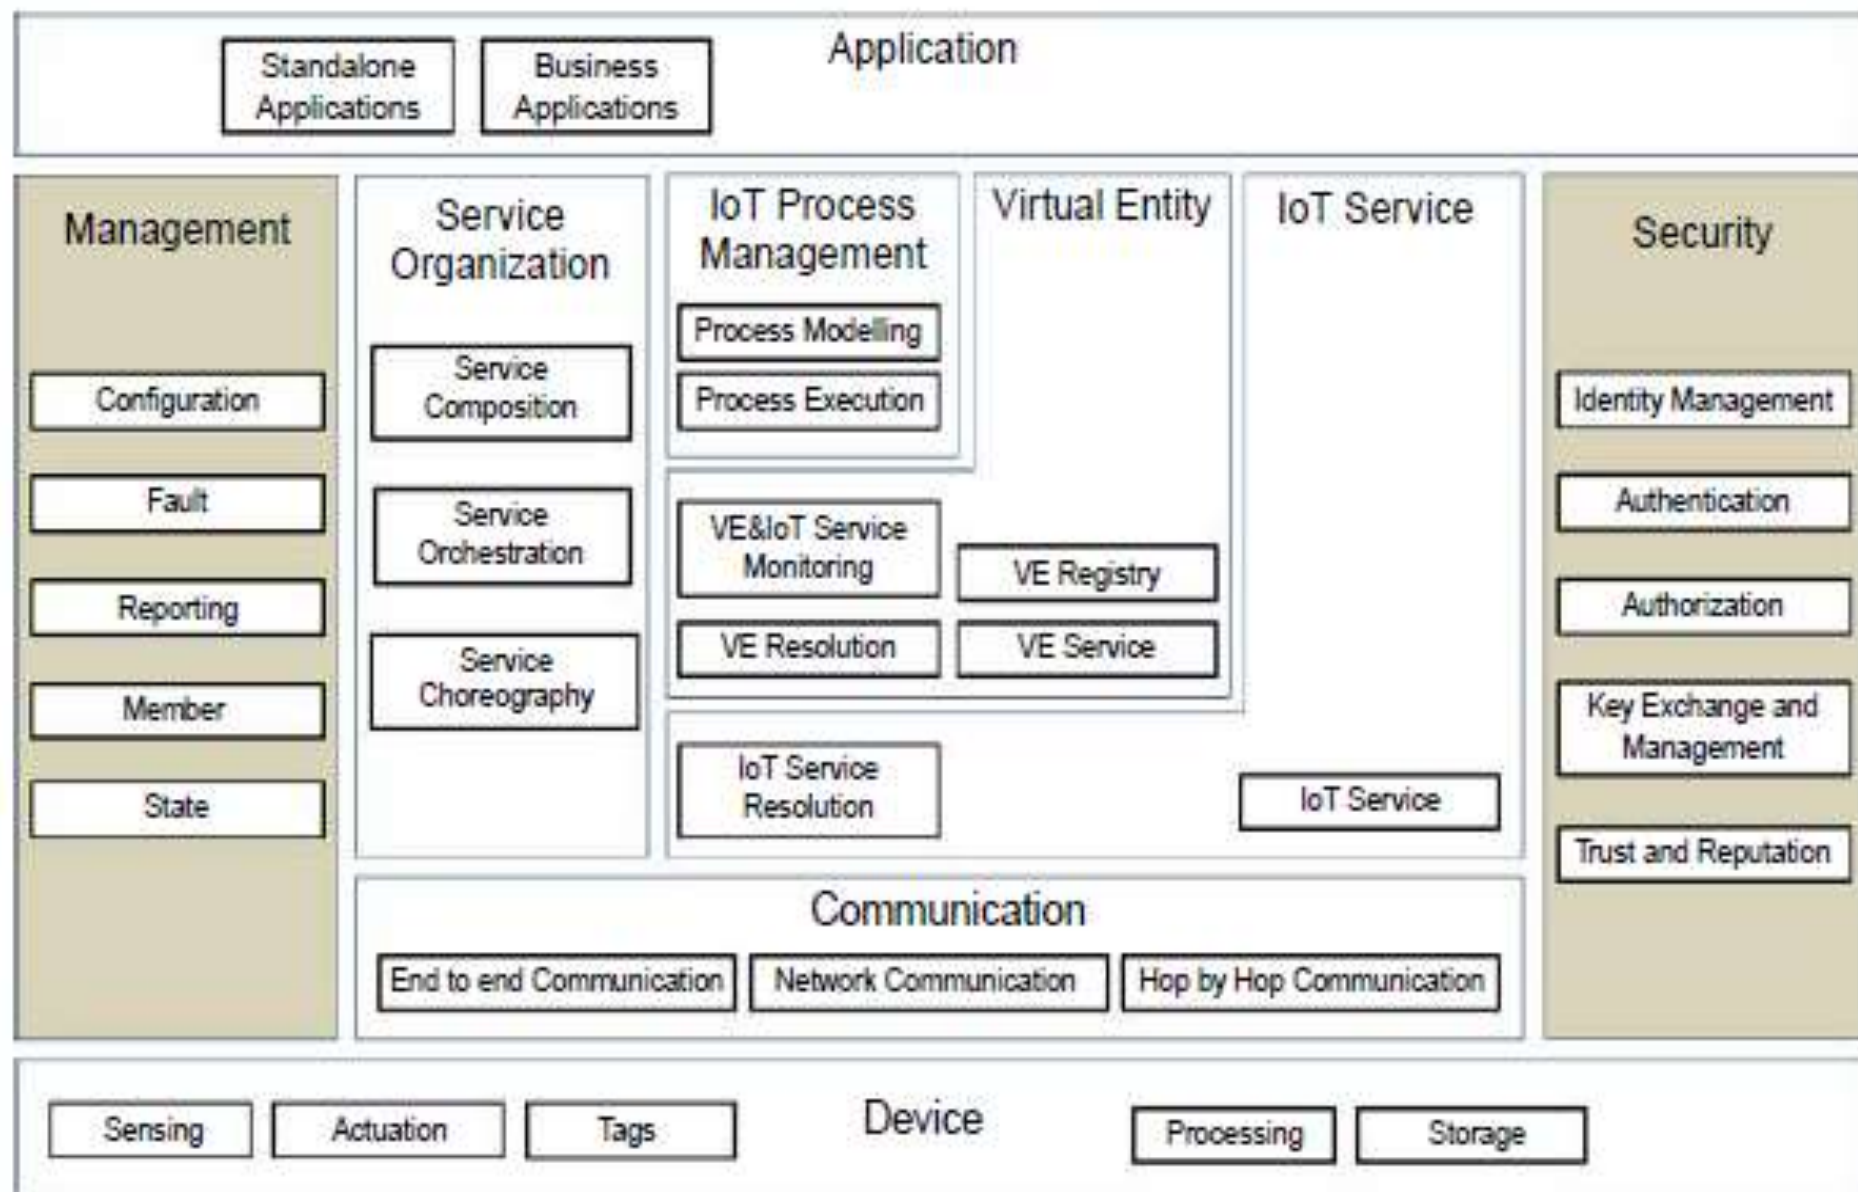 Application
Standalone
Applications
Business
Applications
Management
Configuration
Fault
Reporting
Member
State
Service
Organization
Service
Composition
Service
Orchestration
Service
Choreography
IoT Process
Management
Process Modelling
Process Execution
Virtual Entity
VE&IoT Service
Monitoring
VE Registry
VE Resolution
VE Service
IoT Service
IoT Service
Resolution
IoT Service
Security
Identity Management
Authentication
Authorization
Key Exchange and
Management
Trust and Reputation
Communication
End to end Communication
Network Communication
Hop by Hop Communication
Device
Sensing
Actuation
Tags
Processing
Storage